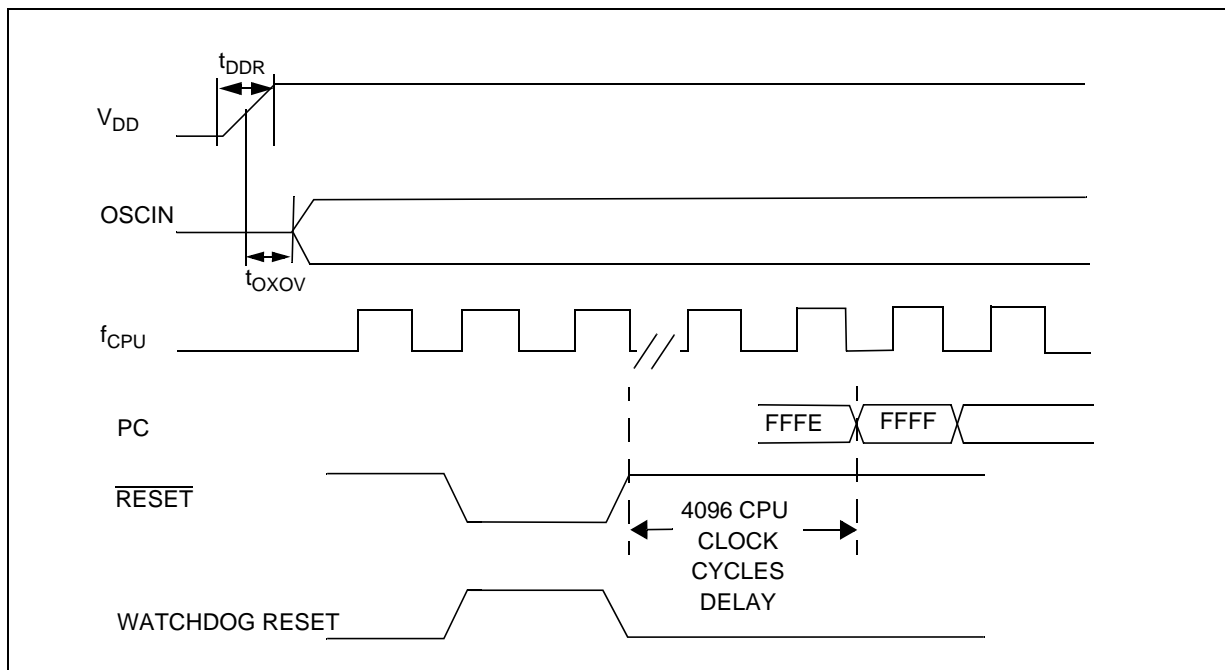 tDDR
VDD
OSCIN
tOXOV
fCPU
PC
FFFE
FFFF
RESET
4096 CPU
CLOCK
CYCLES
DELAY
WATCHDOG RESET